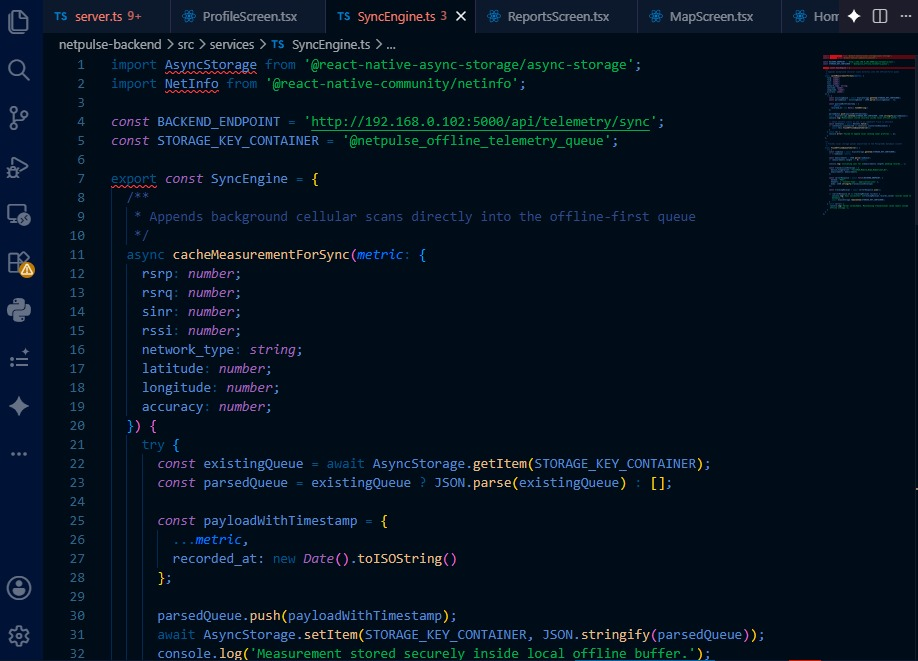 server.ts 9+ ProfileScreen.tsx SyncEngine.ts 3 ReportsScreen.tsx MapScreen.tsx Hom
netpulse-backend > src > services > TS SyncEngine.ts > ...
1 import AsyncStorage from '@react-native-async-storage/async-storage';
2 import NetInfo from '@react-native-community/netinfo';
3
4 const BACKEND_ENDPOINT = 'http://192.168.0.102:5000/api/telemetry/sync';
5 const STORAGE_KEY_CONTAINER = '@netpulse_offline_telemetry_queue';
6
7 export const SyncEngine = {
8 /**
9 * Appends background cellular scans directly into the offline-first queue
10 */
11 async cacheMeasurementForSync(metric: {
12 rsrp: number;
13 rsrq: number;
14 sinr: number;
15 rssi: number;
16 network_type: string;
17 latitude: number;
18 longitude: number;
19 accuracy: number;
20 }) {
21 try {
22 const existingQueue = await AsyncStorage.getItem(STORAGE_KEY_CONTAINER);
23 const parsedQueue = existingQueue ? JSON.parse(existingQueue) : [];
24
25 const payloadWithTimestamp = {
26 ...metric,
27 recorded_at: new Date().toISOString()
28 };
29
30 parsedQueue.push(payloadWithTimestamp);
31 await AsyncStorage.setItem(STORAGE_KEY_CONTAINER, JSON.stringify(parsedQueue));
32 console.log('Measurement stored securely inside local offline buffer.');